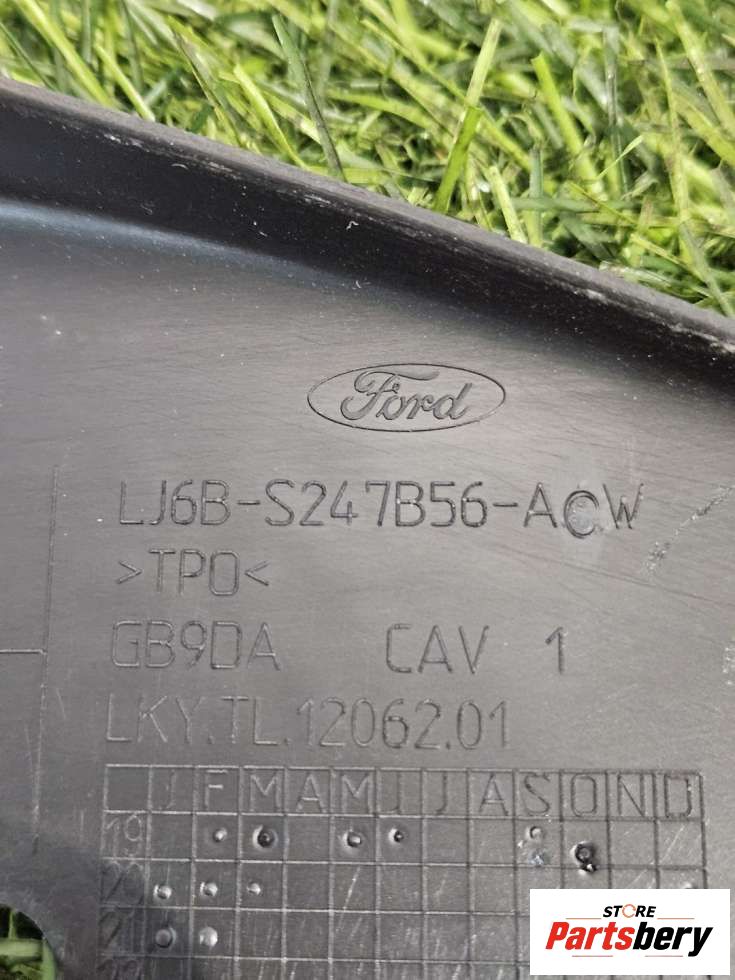 Ford
LJ6B-S247B56-ACW
>TPO<
GB9DA CAV 1
LKY.TL.12062.01
J F M A M J J A S O N D
19
20
21
STORE
Partsbery